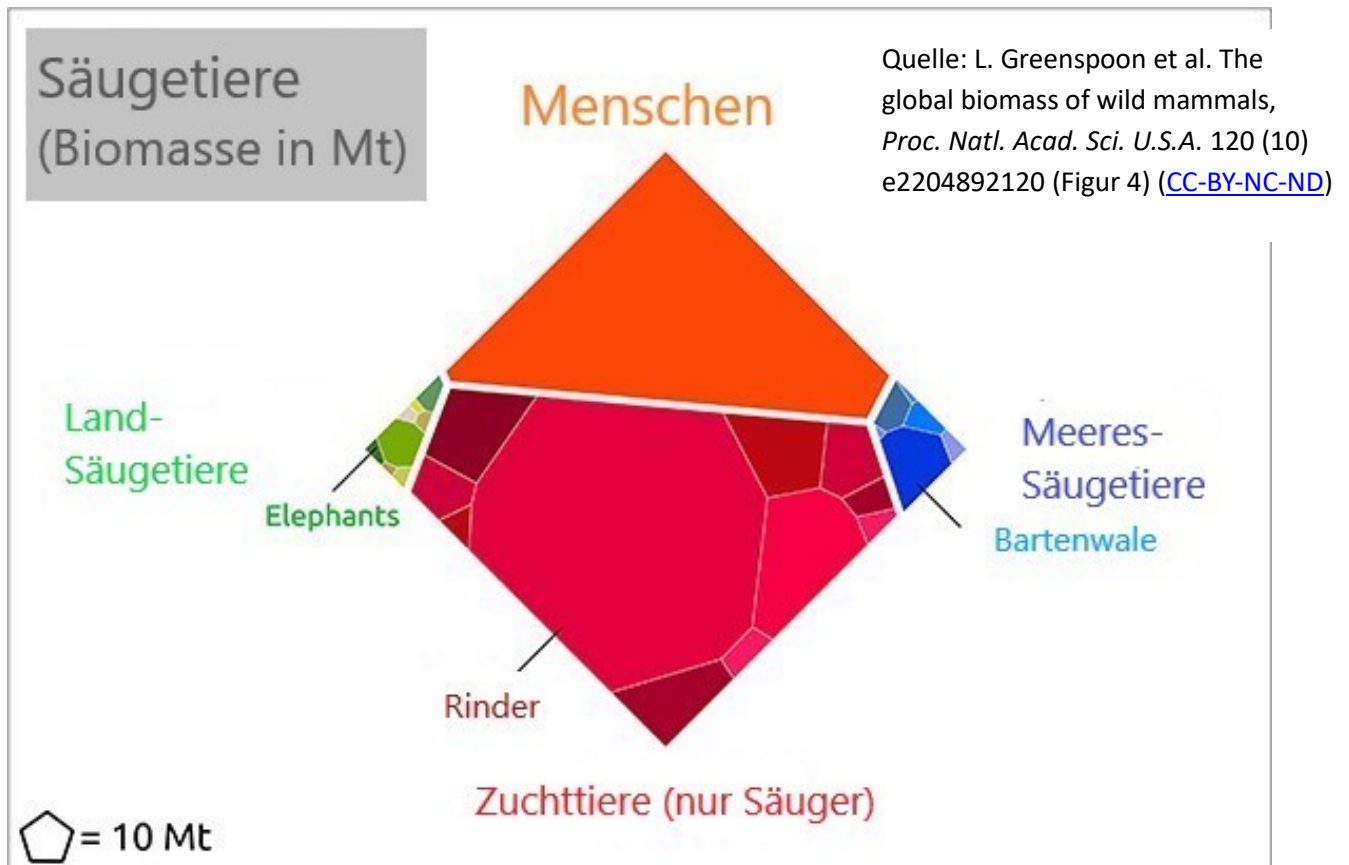 Säugetiere
(Biomasse in Mt)
Quelle: L. Greenspoon et al. The
global biomass of wild mammals,
Proc. Natl. Acad. Sci. U.S.A. 120 (10)
e2204892120 (Figur 4) (CC-BY-NC-ND)
Menschen
Land-
Säugetiere
Elephants
Meeres-
Säugetiere
Bartenwale
Rinder
Zuchttiere (nur Säuger)
= 10 Mt